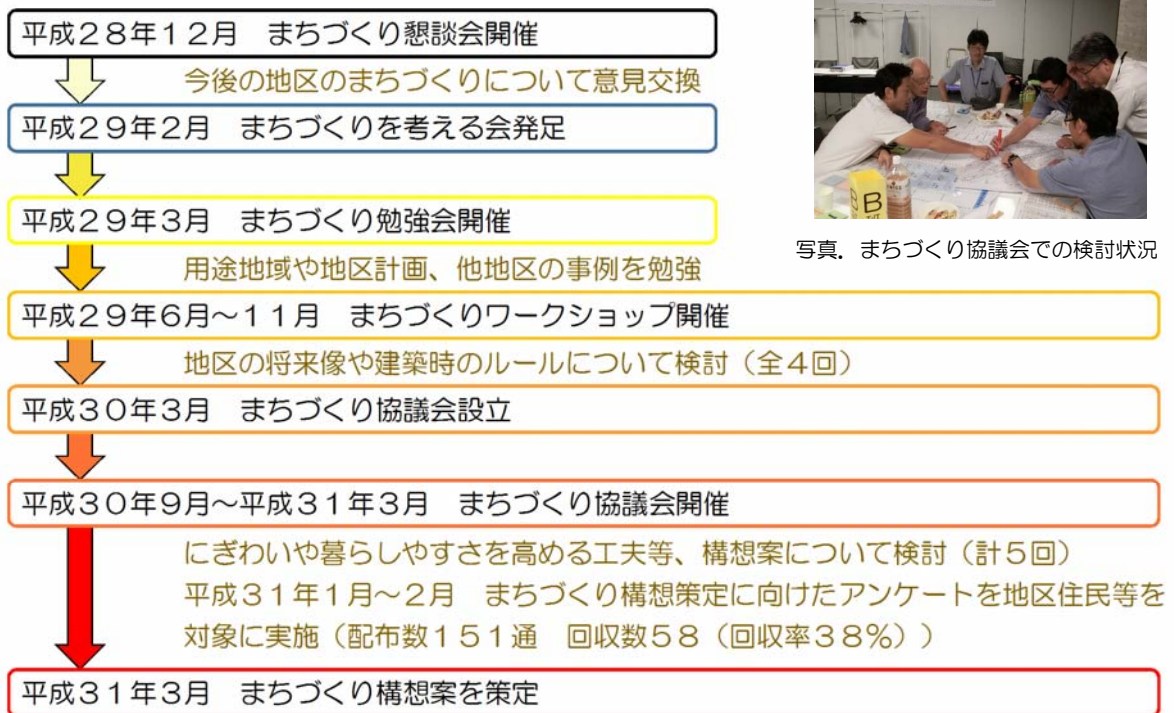 平成２８年１２月　まちづくり懇談会開催
今後の地区のまちづくりについて意見交換
平成２９年２月　まちづくりを考える会発足
平成２９年３月　まちづくり勉強会開催
用途地域や地区計画、他地区の事例を勉強
平成２９年６月～１１月　まちづくりワークショップ開催
地区の将来像や建築時のルールについて検討（全４回）
平成３０年３月　まちづくり協議会設立
平成３０年９月～平成３１年３月　まちづくり協議会開催
にぎわいや暮らしやすさを高める工夫等、構想案について検討（計５回）
平成３１年１月～２月　まちづくり構想策定に向けたアンケートを地区住民等を
対象に実施（配布数１５１通　回収数５８（回収率３８％））
平成３１年３月　まちづくり構想案を策定
B
写真．まちづくり協議会での検討状況